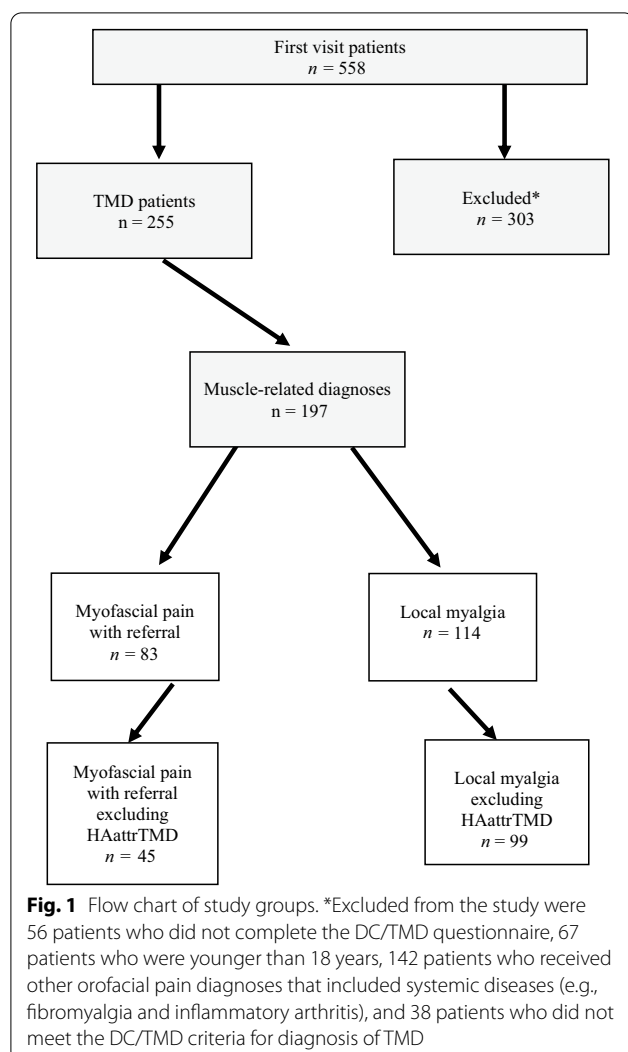 First visit patients
n = 558
TMD patients
n = 255
Excluded*
n = 303
Muscle-related diagnoses
n = 197
Myofascial pain
with referral
n = 83
Local myalgia
n = 114
Myofascial pain
with referral
excluding
HAattrTMD
n = 45
Local myalgia
excluding
HAattrTMD
n = 99
Fig. 1 Flow chart of study groups. *Excluded from the study were
56 patients who did not complete the DC/TMD questionnaire, 67
patients who were younger than 18 years, 142 patients who received
other orofacial pain diagnoses that included systemic diseases (e.g.,
fibromyalgia and inflammatory arthritis), and 38 patients who did not
meet the DC/TMD criteria for diagnosis of TMD